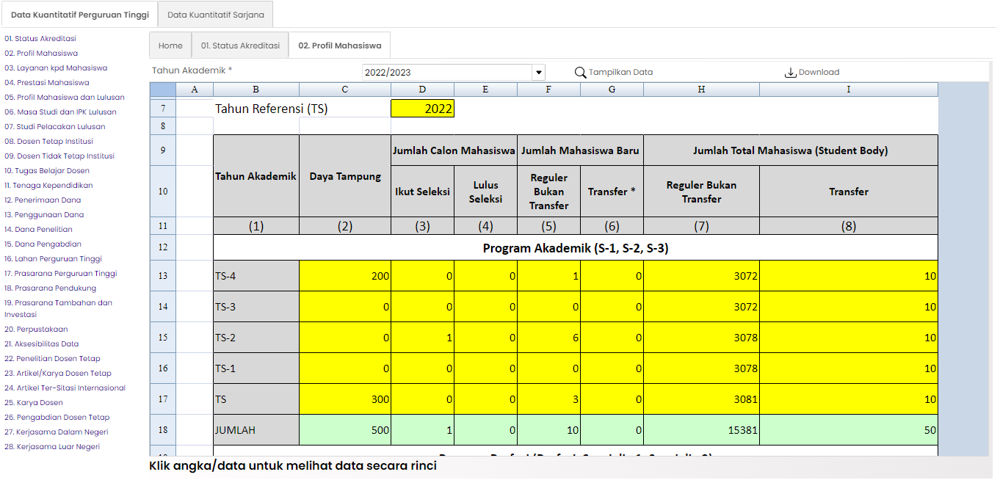 Data Kuantitatif Perguruan Tinggi Data Kuantitatif Sarjana
01. Status Akreditasi
02. Profil Mahasiswa
03. Layanan kpd Mahasiswa
04. Prestasi Mahasiswa
05. Profil Mahasiswa dan Lulusan
06. Masa Studi dan IPK Lulusan
07. Studi Pelacakan Lulusan
08. Dosen Tetap Institusi
09. Dosen Tidak Tetap Institusi
10. Tugas Belajar Dosen
11. Tenaga Kependidikan
12. Penerimaan Dana
13. Penggunaan Dana
14. Dana Penelitian
15. Dana Pengabdian
16. Lahan Perguruan Tinggi
17. Prasarana Perguruan Tinggi
18. Prasarana Pendukung
19. Prasarana Tambahan dan
Investasi
20. Perpustakaan
21. Aksesibilitas Data
22. Penelitian Dosen Tetap
23. Artikel/Karya Dosen Tetap
24. Artikel Ter-Sitasi Internasional
25. Karya Dosen
26. Pengabdian Dosen Tetap
27. Kerjasama Dalam Negeri
28. Kerjasama Luar Negeri
Home 01. Status Akreditasi 02. Profil Mahasiswa
Tahun Akademik * 2022/2023 Tampilkan Data Download
A B C D E F G H I
7 Tahun Referensi (TS) 2022
8
9 Jumlah Calon Mahasiswa Jumlah Mahasiswa Baru Jumlah Total Mahasiswa (Student Body)
Tahun Akademik Daya Tampung
10 Ikut Seleksi Lulus Seleksi Reguler Bukan Transfer Transfer * Reguler Bukan Transfer Transfer
11 (1) (2) (3) (4) (5) (6) (7) (8)
12 Program Akademik (S-1, S-2, S-3)
13 TS-4 200 0 0 1 0 3072 10
14 TS-3 0 0 0 0 0 3072 10
15 TS-2 0 1 0 6 0 3078 10
16 TS-1 0 0 0 0 0 3078 10
17 TS 300 0 0 3 0 3081 10
18 JUMLAH 500 1 0 10 0 15381 50
Klik angka/data untuk melihat data secara rinci